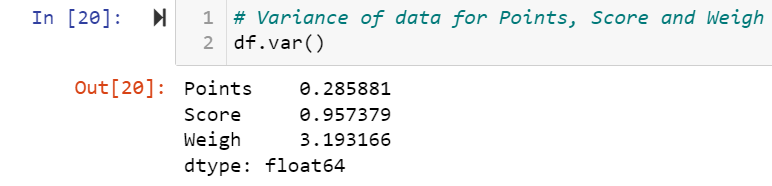 In [20]: 1 # Variance of data for Points, Score and Weigh
2 df.var()
Out[20]: Points 0.285881
Score 0.957379
Weigh 3.193166
dtype: float64